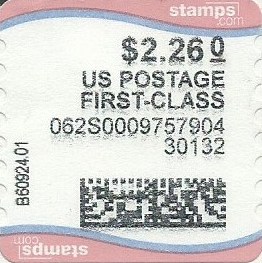 stamps.com
$2.26 0
US POSTAGE
FIRST-CLASS
062S0009757904
30132
B60924.01
stamps.com